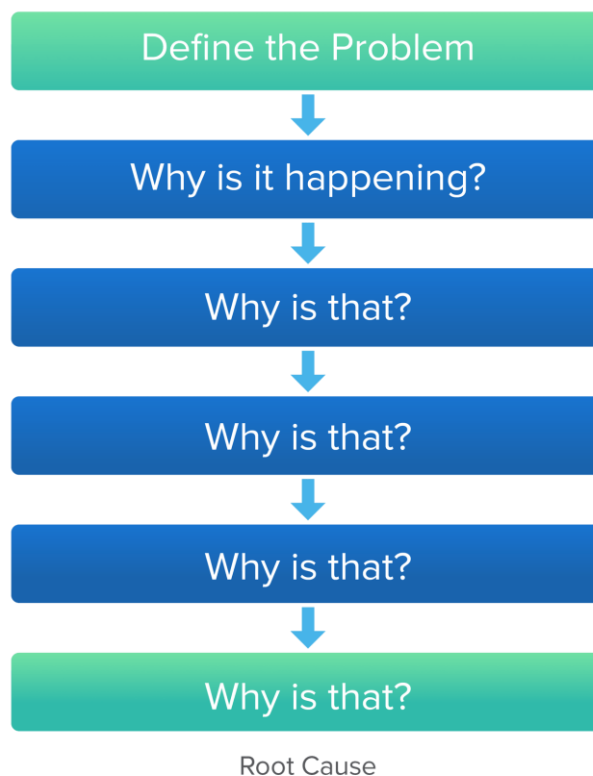 Define the Problem
Why is it happening?
Why is that?
Why is that?
Why is that?
Why is that?
Root Cause